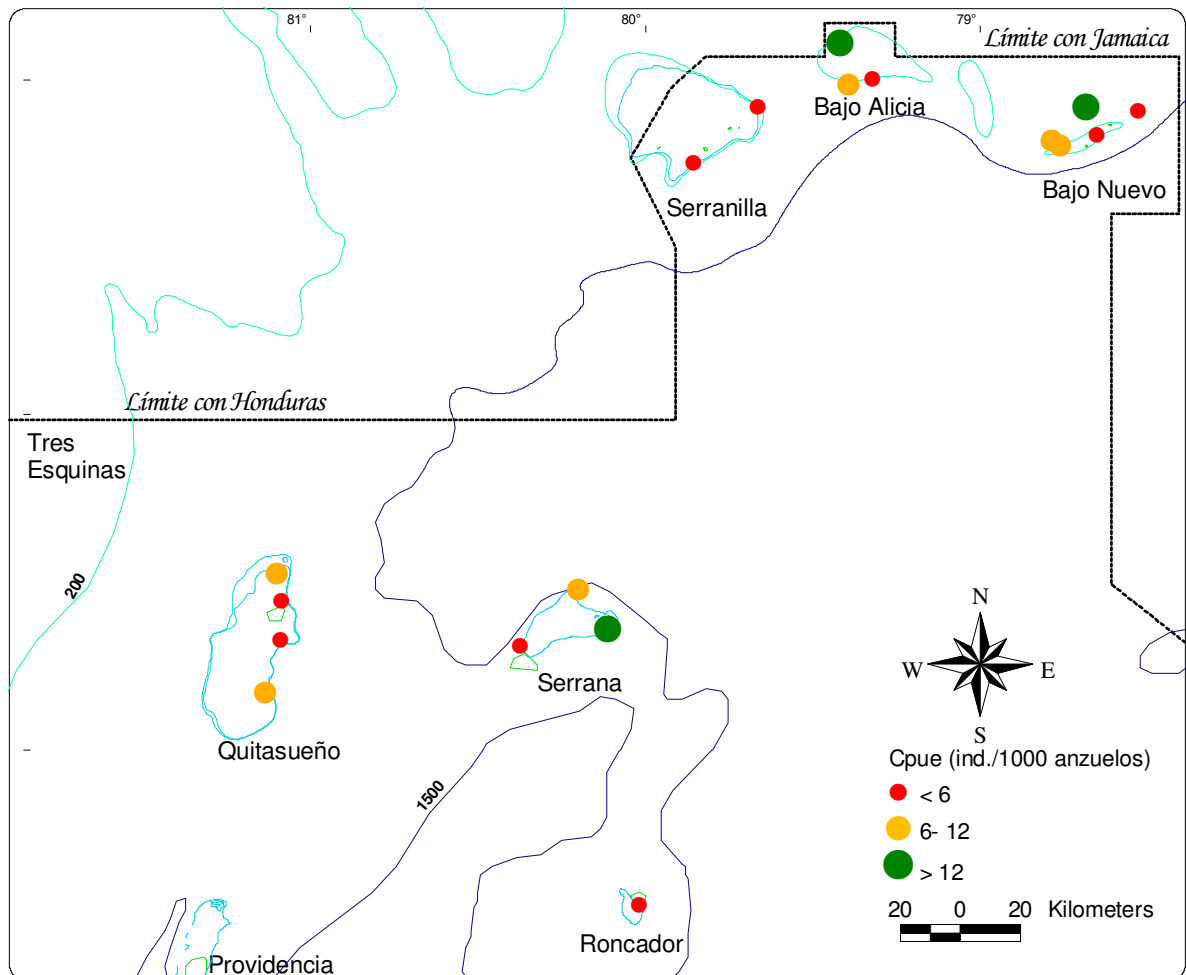 81°
80°
79°
Límite con Jamaica
Bajo Alicia
Bajo Nuevo
Serranilla
Límite con Honduras
Tres
Esquinas
200
N
W
E
S
Serrana
Quitasueño
1500
Cpue (ind./1000 anzuelos)
< 6
6- 12
> 12
20 0 20 Kilometers
Roncador
Providencia